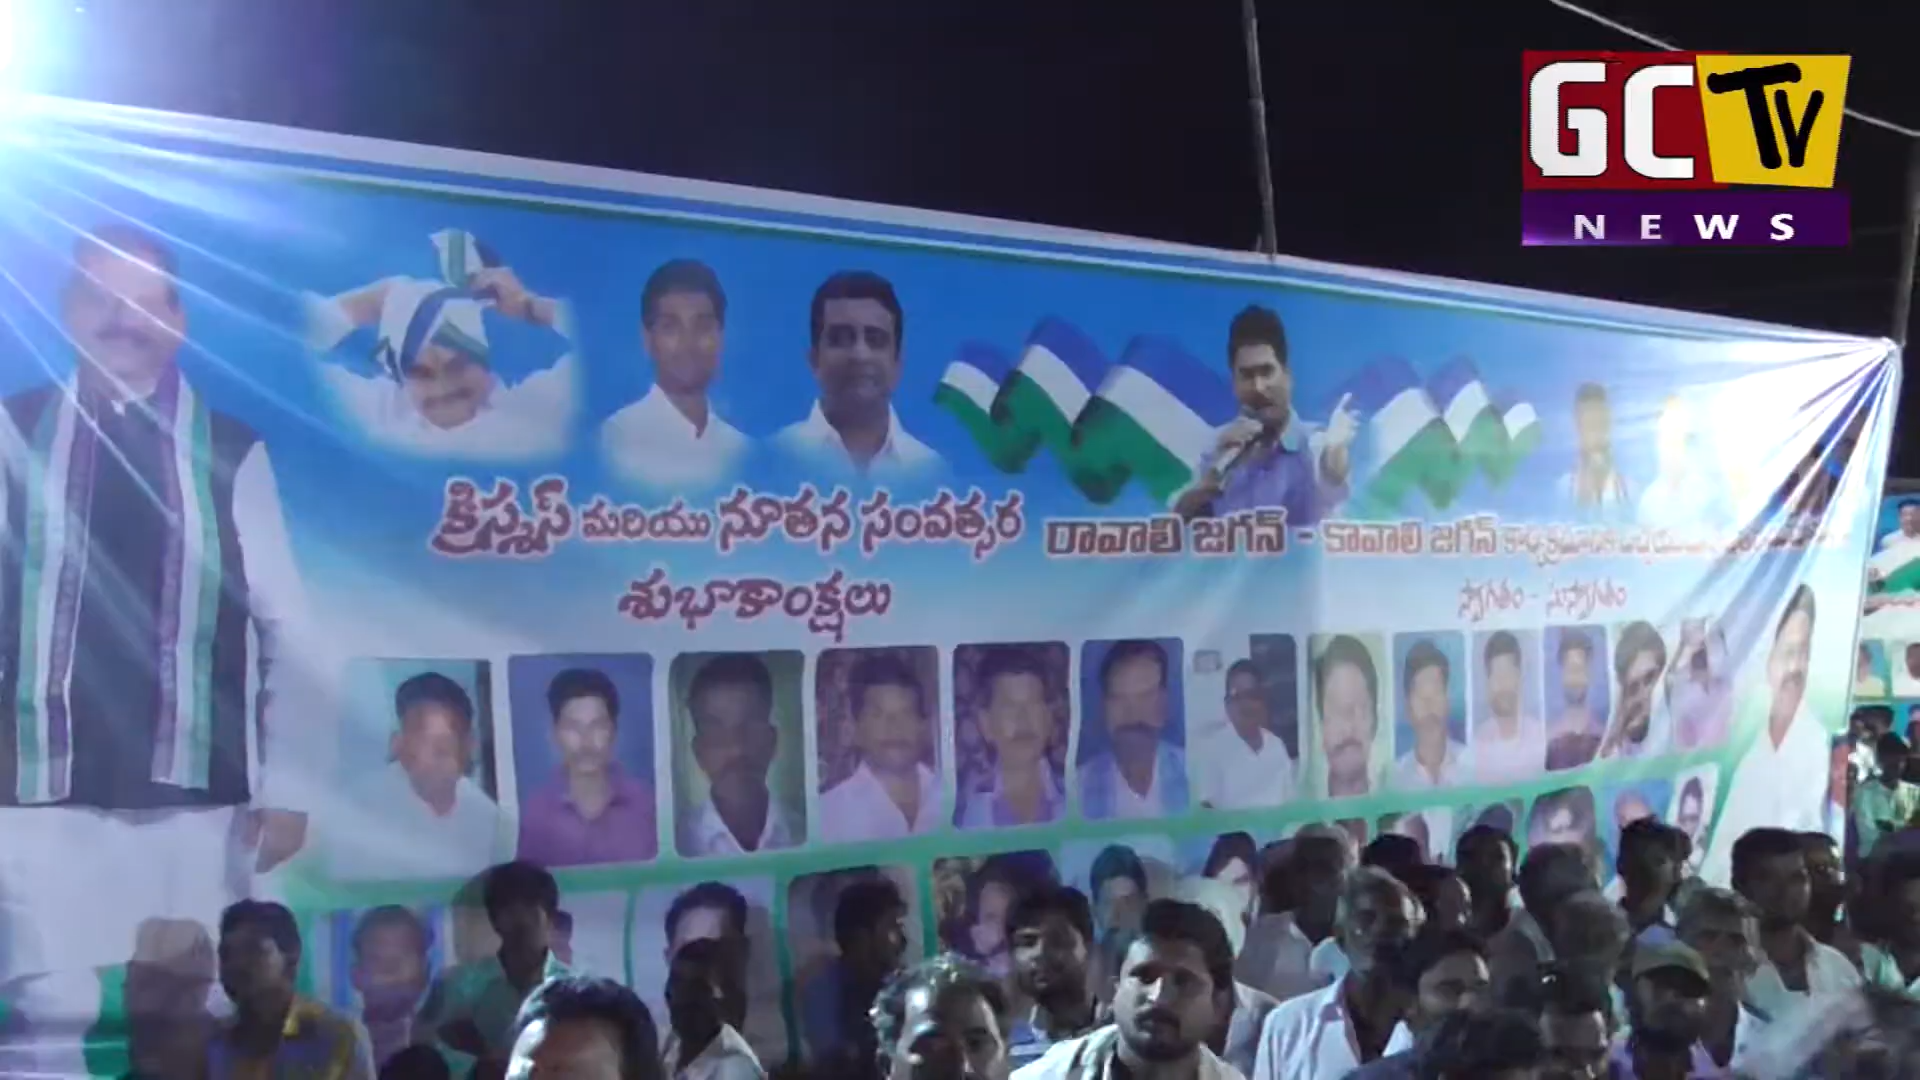 GC TV
NEWS
క్రిస్మస్ మరియు నూతన సంవత్సర
శుభాకాంక్షలు
రావాలి జగన్ - కావాలి జగన్
స్వాగతం - సుస్వాగతం